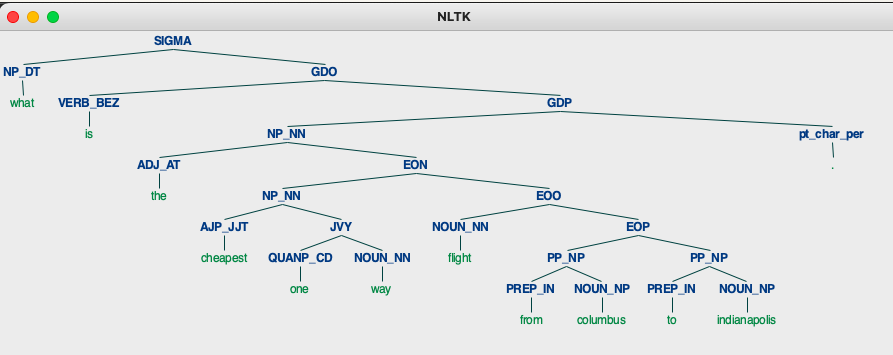 NLTK
SIGMA
NP_DT GDO
what VERB_BEZ GDP
is NP_NN pt_char_per
ADJ_AT EON .
the NP_NN EOO
AJP_JJT JVY NOUN_NN EOP
cheapest QUANP_CD NOUN_NN flight PP_NP PP_NP
one way PREP_IN NOUN_NP PREP_IN NOUN_NP
from columbus to indianapolis